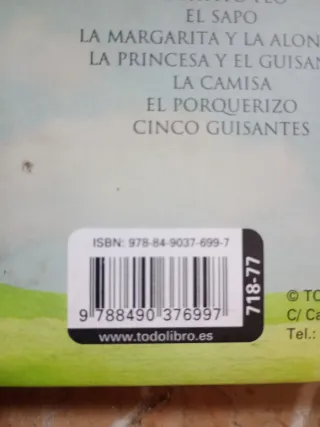 EL SAPO
LA MARGARITA Y LA ALON
LA PRINCESA Y EL GUISAN
LA CAMISA
EL PORQUERIZO
CINCO GUISANTES
ISBN: 978-84-9037-699-7
9 788490 376997
718-77
www.todolibro.es
© TO
C/ Ca
Tel.: